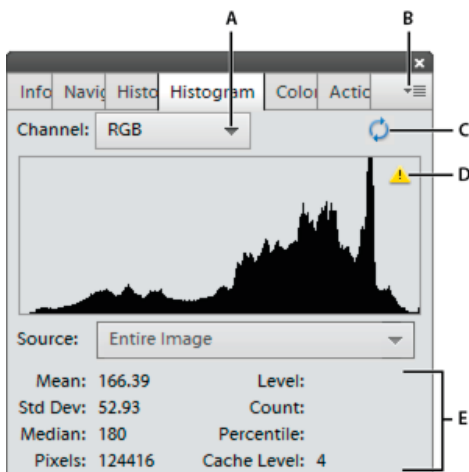 A
B
Info Navig Histo Histogram Color Actic
Channel: RGB
C
D
Source: Entire Image
Mean: 166.39 Level:
Std Dev: 52.93 Count:
E
Median: 180 Percentile:
Pixels: 124416 Cache Level: 4